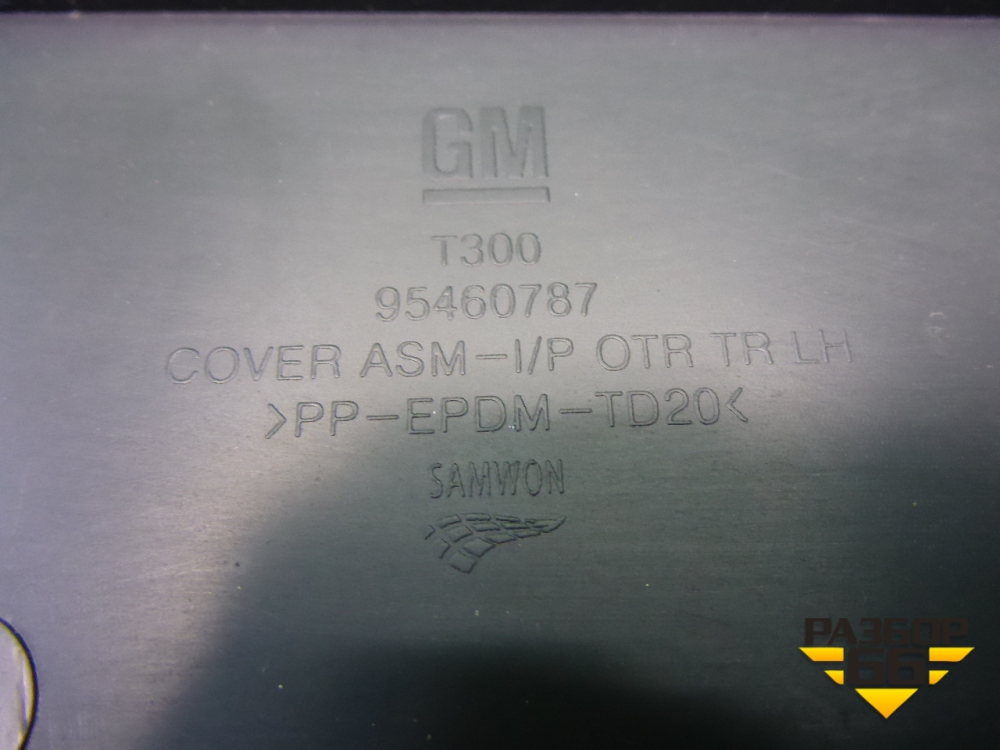 GM
T300
95460787
COVER ASM-I/P OTR TR LH
>PP-EPDM-TD20<
SAMWON
РАЗБОР
66